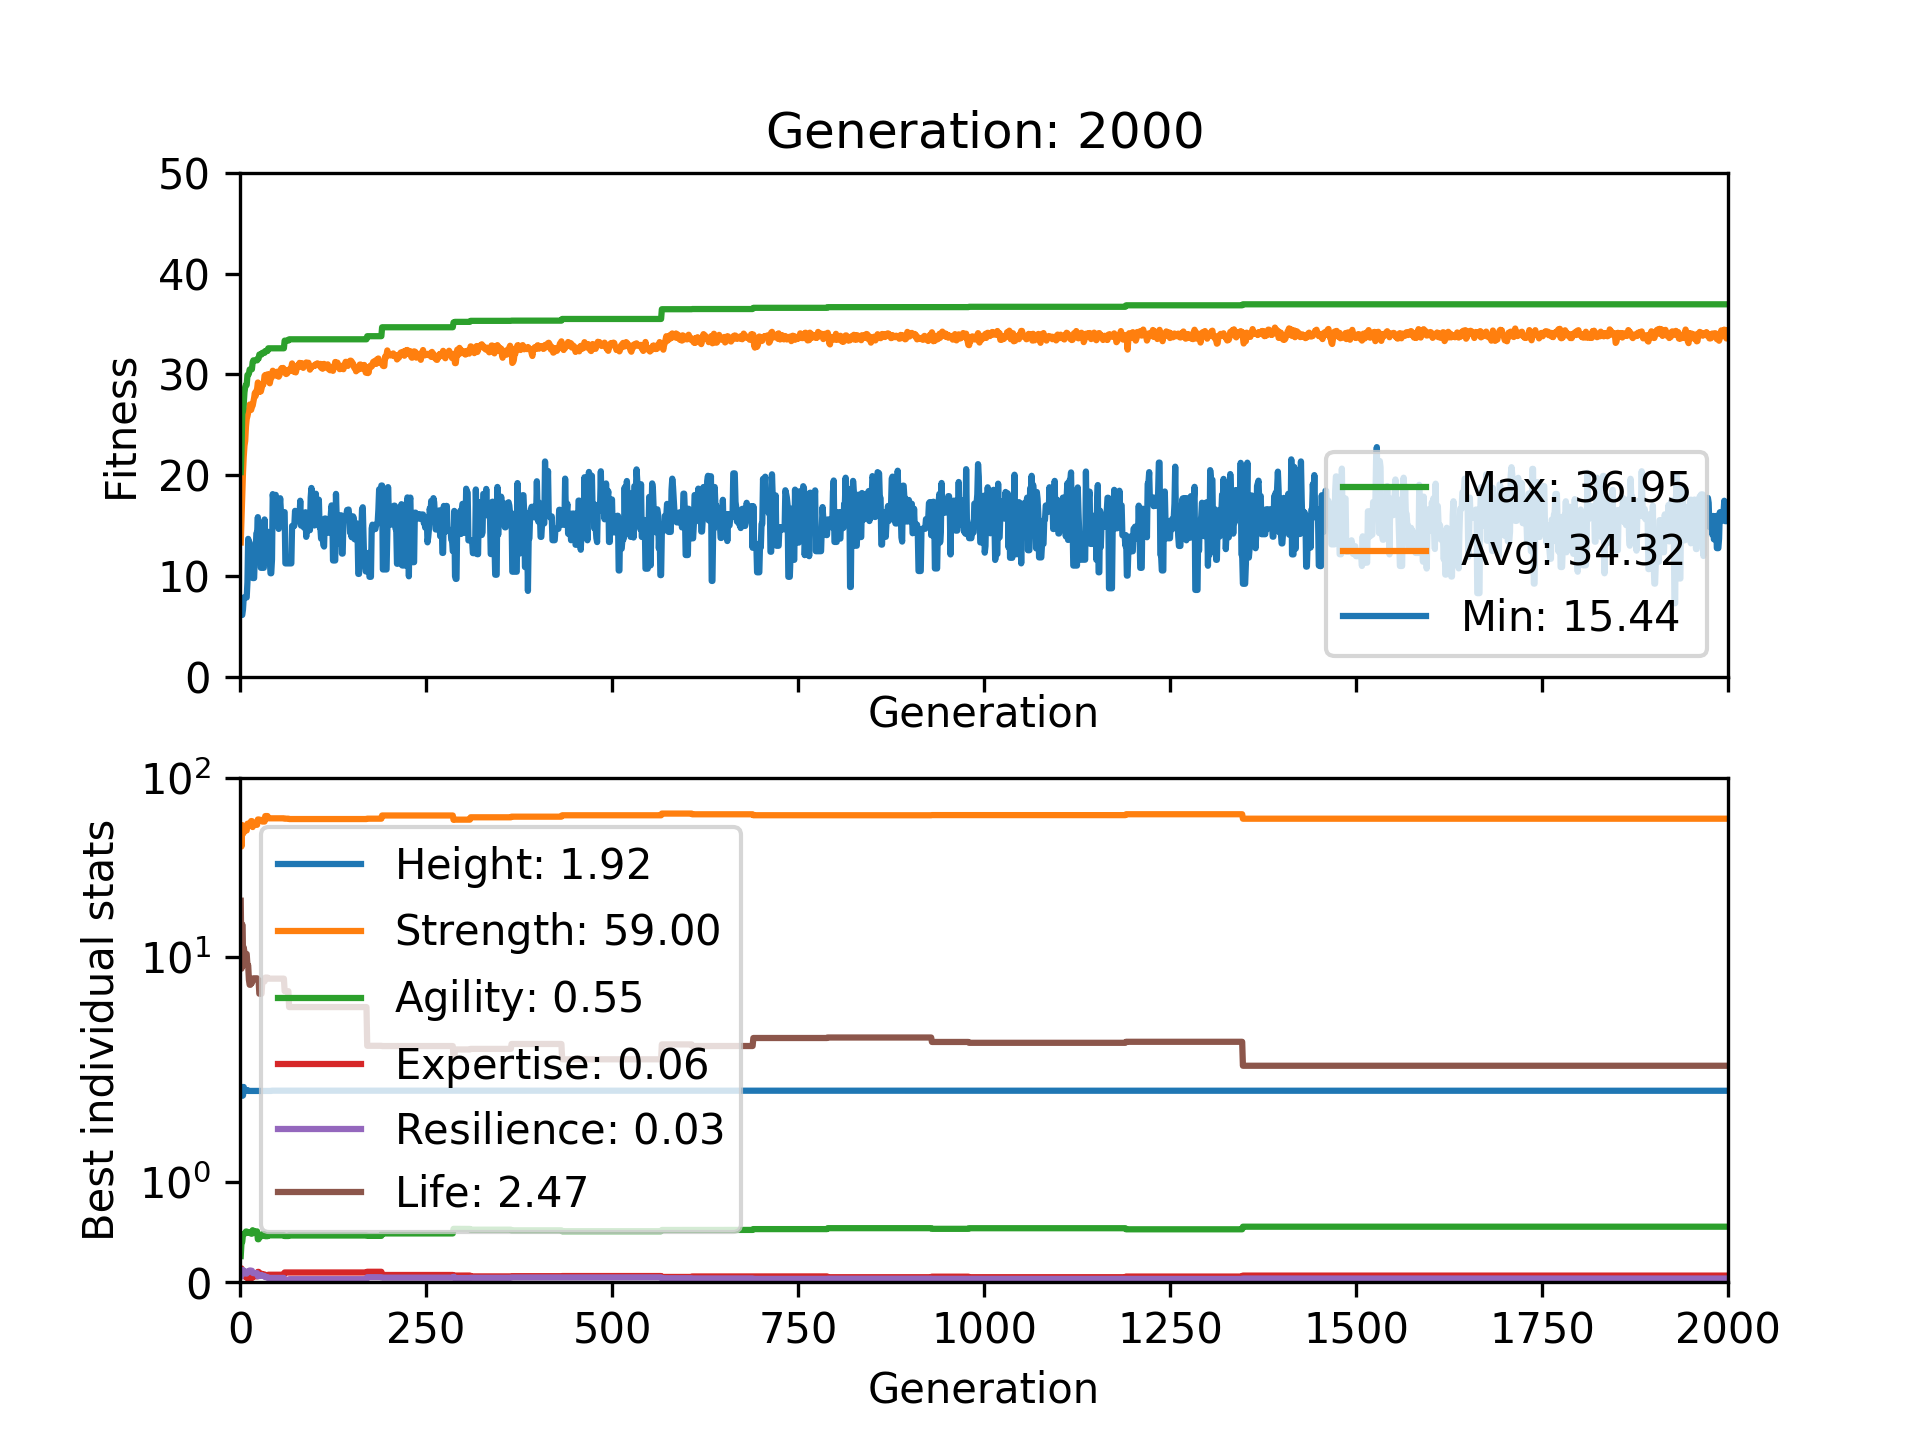 Generation: 2000
50
40
30
20
10
0
Fitness
Max: 36.95
Avg: 34.32
Min: 15.44
Generation
10²
10¹
10⁰
0
Best individual stats
Height: 1.92
Strength: 59.00
Agility: 0.55
Expertise: 0.06
Resilience: 0.03
Life: 2.47
0 250 500 750 1000 1250 1500 1750 2000
Generation